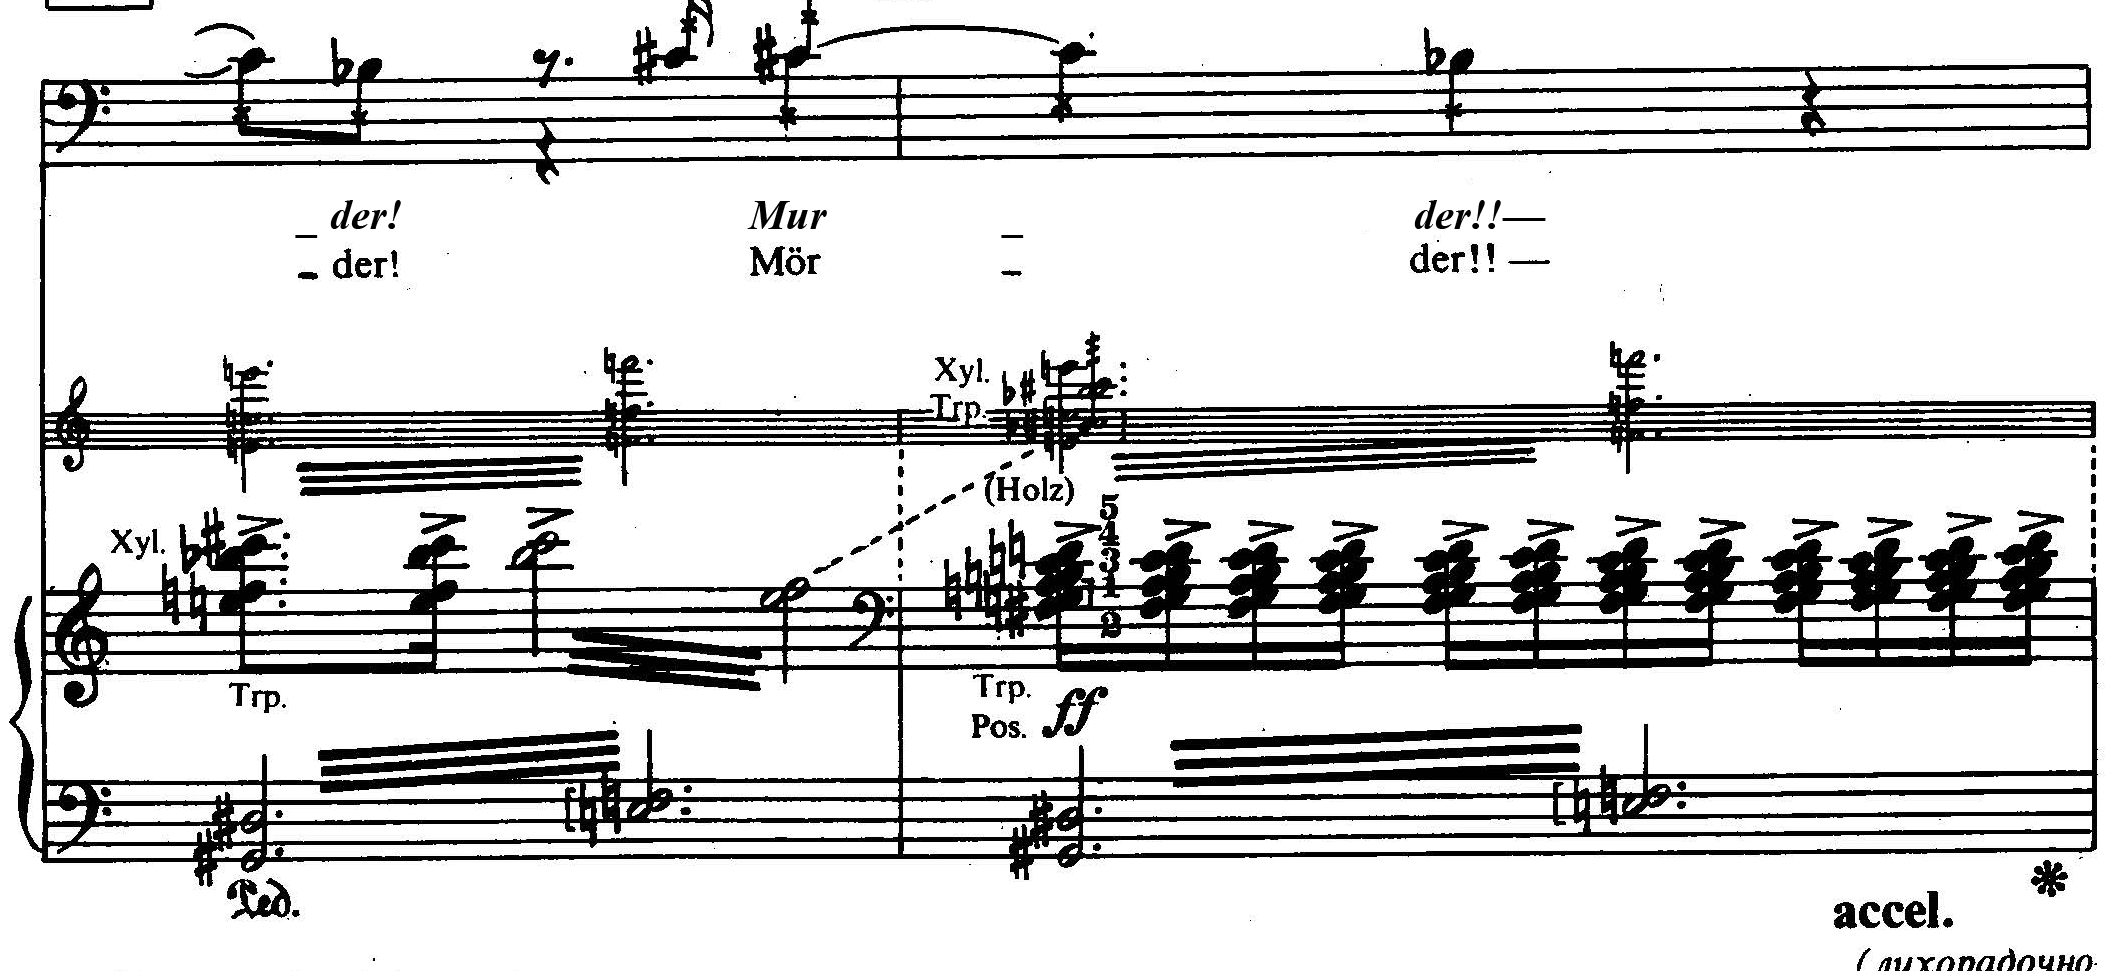 _ der! Mur _ der!!—
_ der! Mör _ der!! —
Xyl.
Trp.
(Holz)
5
4
3
1
2
Xyl.
Trp.
Trp.
Pos. ff
Ped.
accel.
(лихорадочно